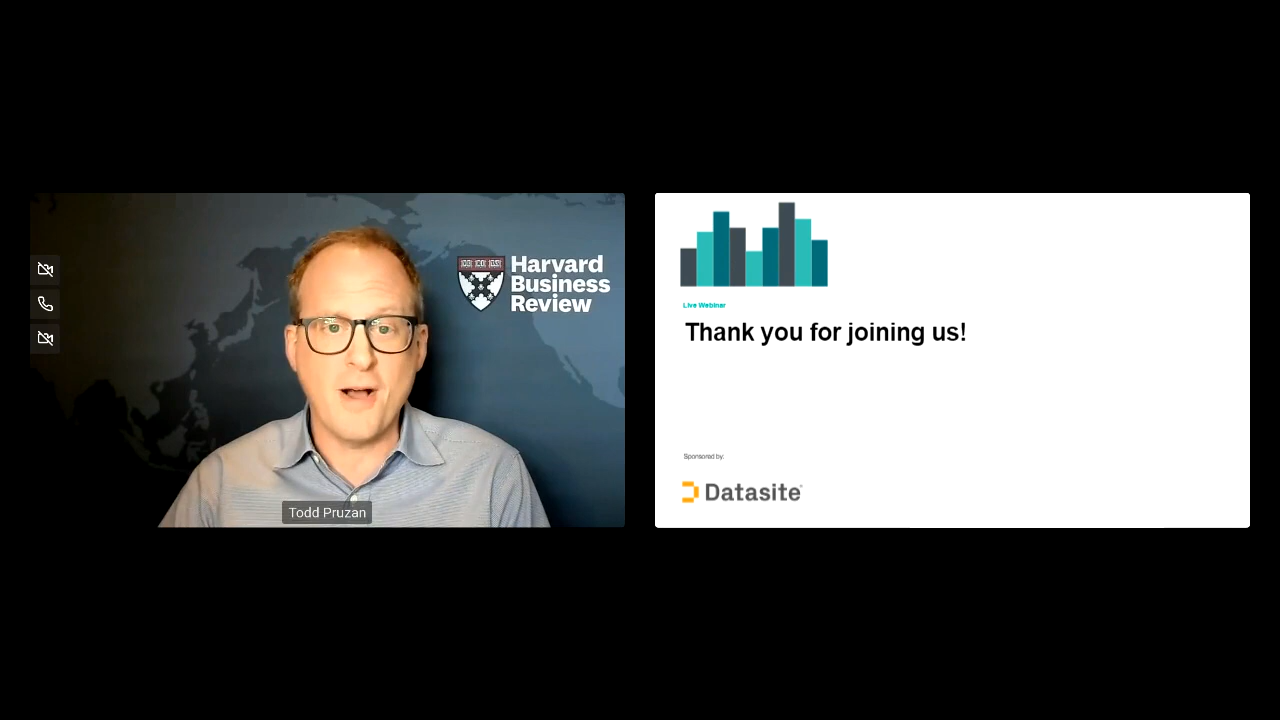 Harvard
Business
Review
Todd Pruzan
Live Webinar
Thank you for joining us!
Sponsored by:
Datasite